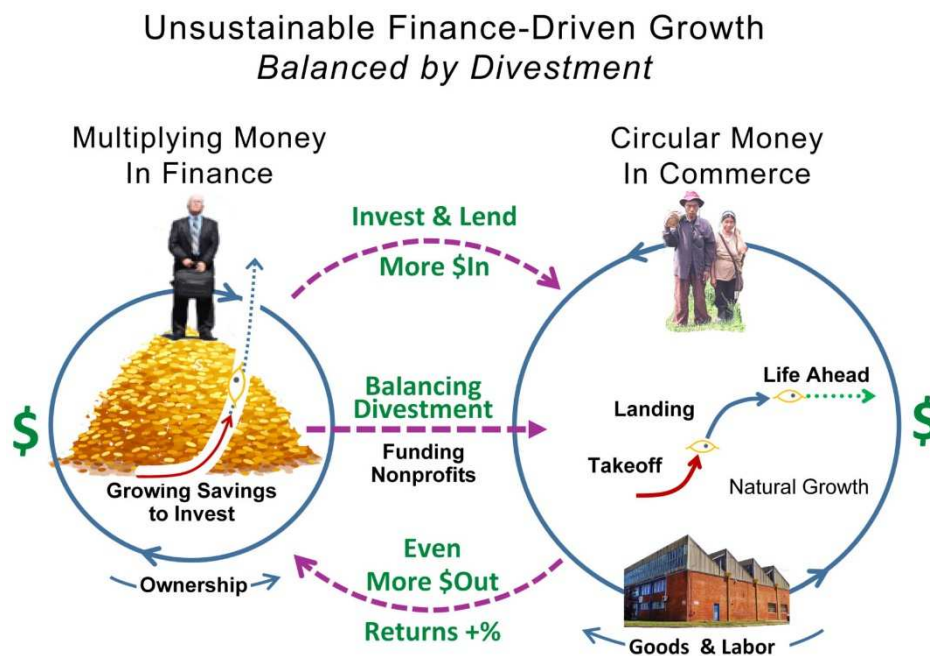 Unsustainable Finance-Driven Growth
Balanced by Divestment
Multiplying Money
In Finance
Circular Money
In Commerce
Invest & Lend
More $In
Balancing
Divestment
Funding
Nonprofits
Even
More $Out
Returns +%
$
Growing Savings
to Invest
Ownership
Life Ahead
Landing
Takeoff
Natural Growth
$
Goods & Labor